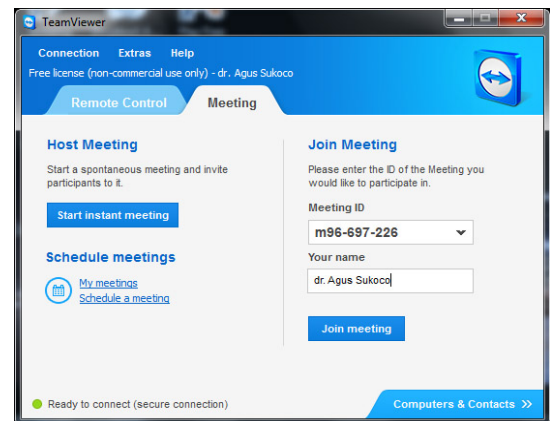 TeamViewer
Connection Extras Help
Free license (non-commercial use only) - dr. Agus Sukoco
Remote Control Meeting
Host Meeting
Start a spontaneous meeting and invite
participants to it.
Start instant meeting
Schedule meetings
My meetings
Schedule a meeting
Join Meeting
Please enter the ID of the Meeting you
would like to participate in.
Meeting ID
m96-697-226
Your name
dr. Agus Sukoco
Join meeting
Ready to connect (secure connection)
Computers & Contacts >>